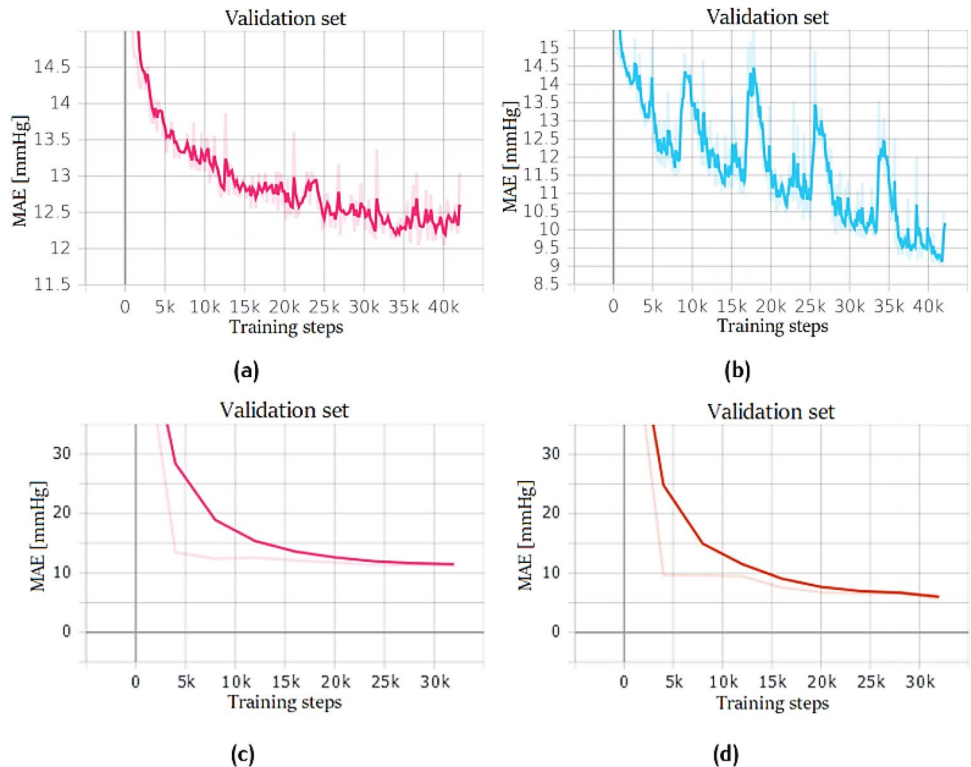 Validation set
MAE [mmHg]
14.5
14
13.5
13
12.5
12
11.5
0 5k 10k 15k 20k 25k 30k 35k 40k
Training steps
(a)
Validation set
MAE [mmHg]
15
14.5
14
13.5
13
12.5
12
11.5
11
10.5
10
9.5
9
8.5
0 5k 10k 15k 20k 25k 30k 35k 40k
Training steps
(b)
Validation set
MAE [mmHg]
30
20
10
0
0 5k 10k 15k 20k 25k 30k
Training steps
(c)
Validation set
MAE [mmHg]
30
20
10
0
0 5k 10k 15k 20k 25k 30k
Training steps
(d)